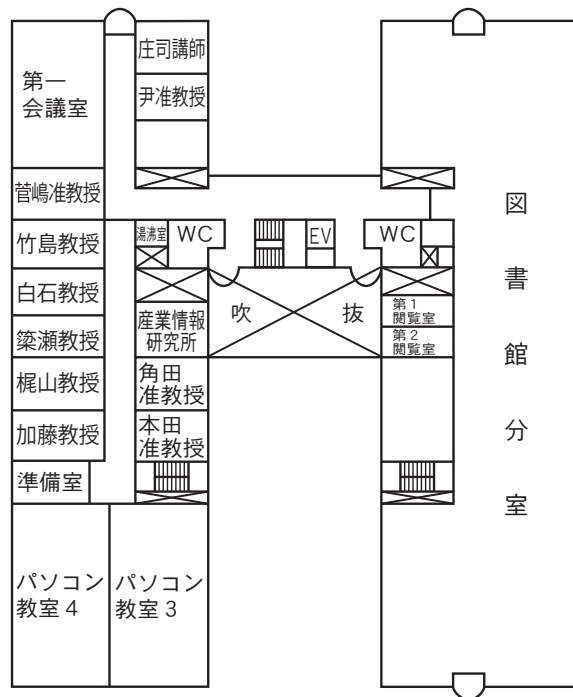 庄司講師
第一
会議室
尹准教授
菅嶋准教授
竹島教授
湯沸室
WC
EV
WC
白石教授
簗瀬教授
産業情報
研究所
吹
抜
第1
閲覧室
第2
閲覧室
梶山教授
角田
准教授
加藤教授
本田
准教授
準備室
パソコン
教室4
パソコン
教室3
図
書
館
分
室